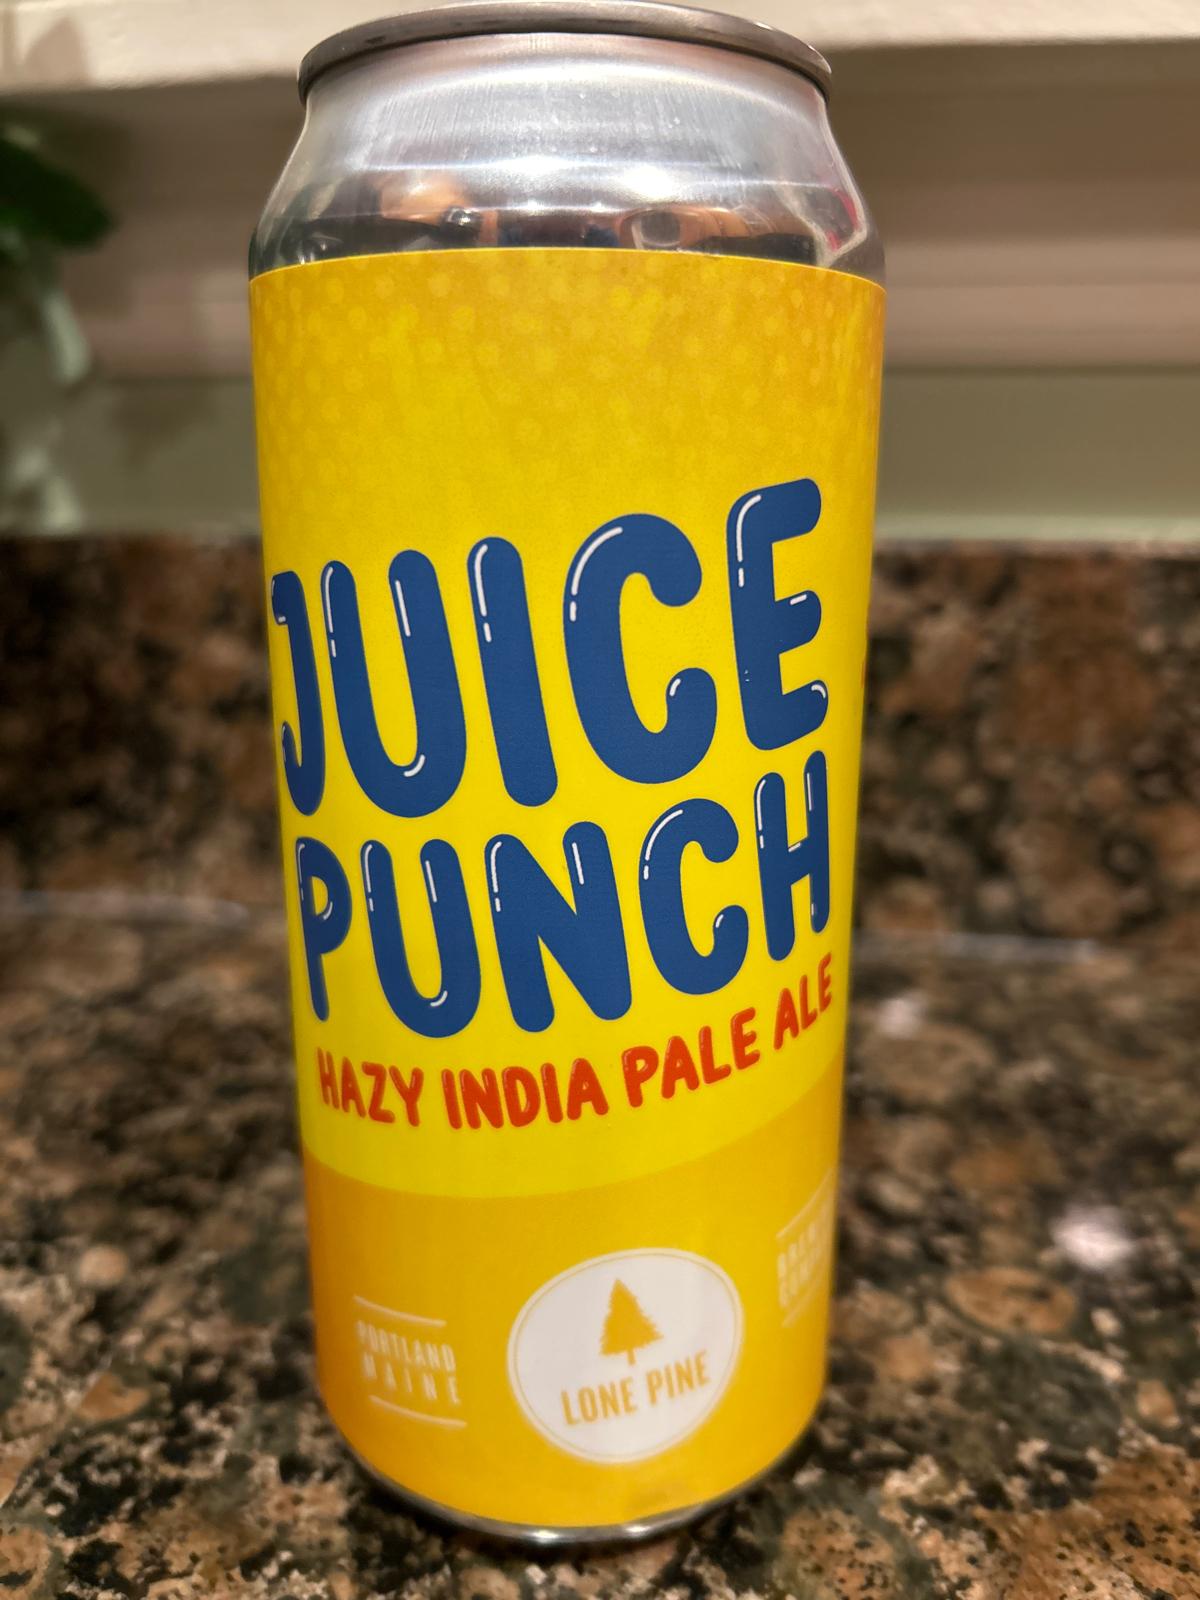 JUICE
PUNCH
HAZY INDIA PALE ALE
PORTLAND
MAINE
LONE PINE